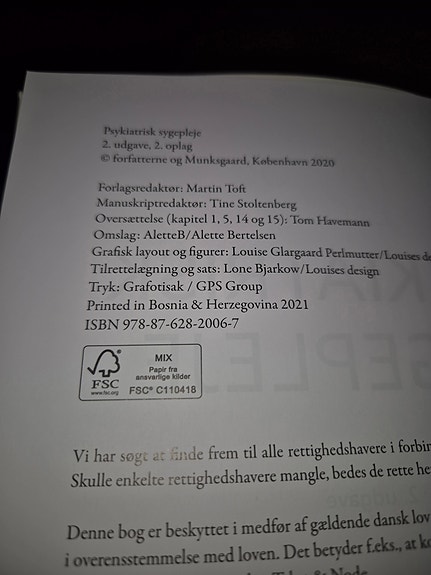 Psykiatrisk sygepleje
2. udgave, 2. oplag
© forfatterne og Munksgaard, København 2020
Forlagsredaktør: Martin Toft
Manuskriptredaktør: Tine Stoltenberg
Oversættelse (kapitel 1, 5, 14 og 15): Tom Havemann
Omslag: AletteB/Alette Bertelsen
Grafisk layout og figurer: Louise Glargaard Perlmutter/Louises de
Tilrettelægning og sats: Lone Bjarkow/Louises design
Tryk: Grafotisak / GPS Group
Printed in Bosnia & Herzegovina 2021
ISBN 978-87-628-2006-7
FSC
www.fsc.org
MIX
Papir fra
ansvarlige kilder
FSC® C110418
Vi har søgt at finde frem til alle rettighedshavere i forbin
Skulle enkelte rettighedshavere mangle, bedes de rette he
Denne bog er beskyttet i medfør af gældende dansk lov
i overensstemmelse med loven. Det betyder f.eks., at ko